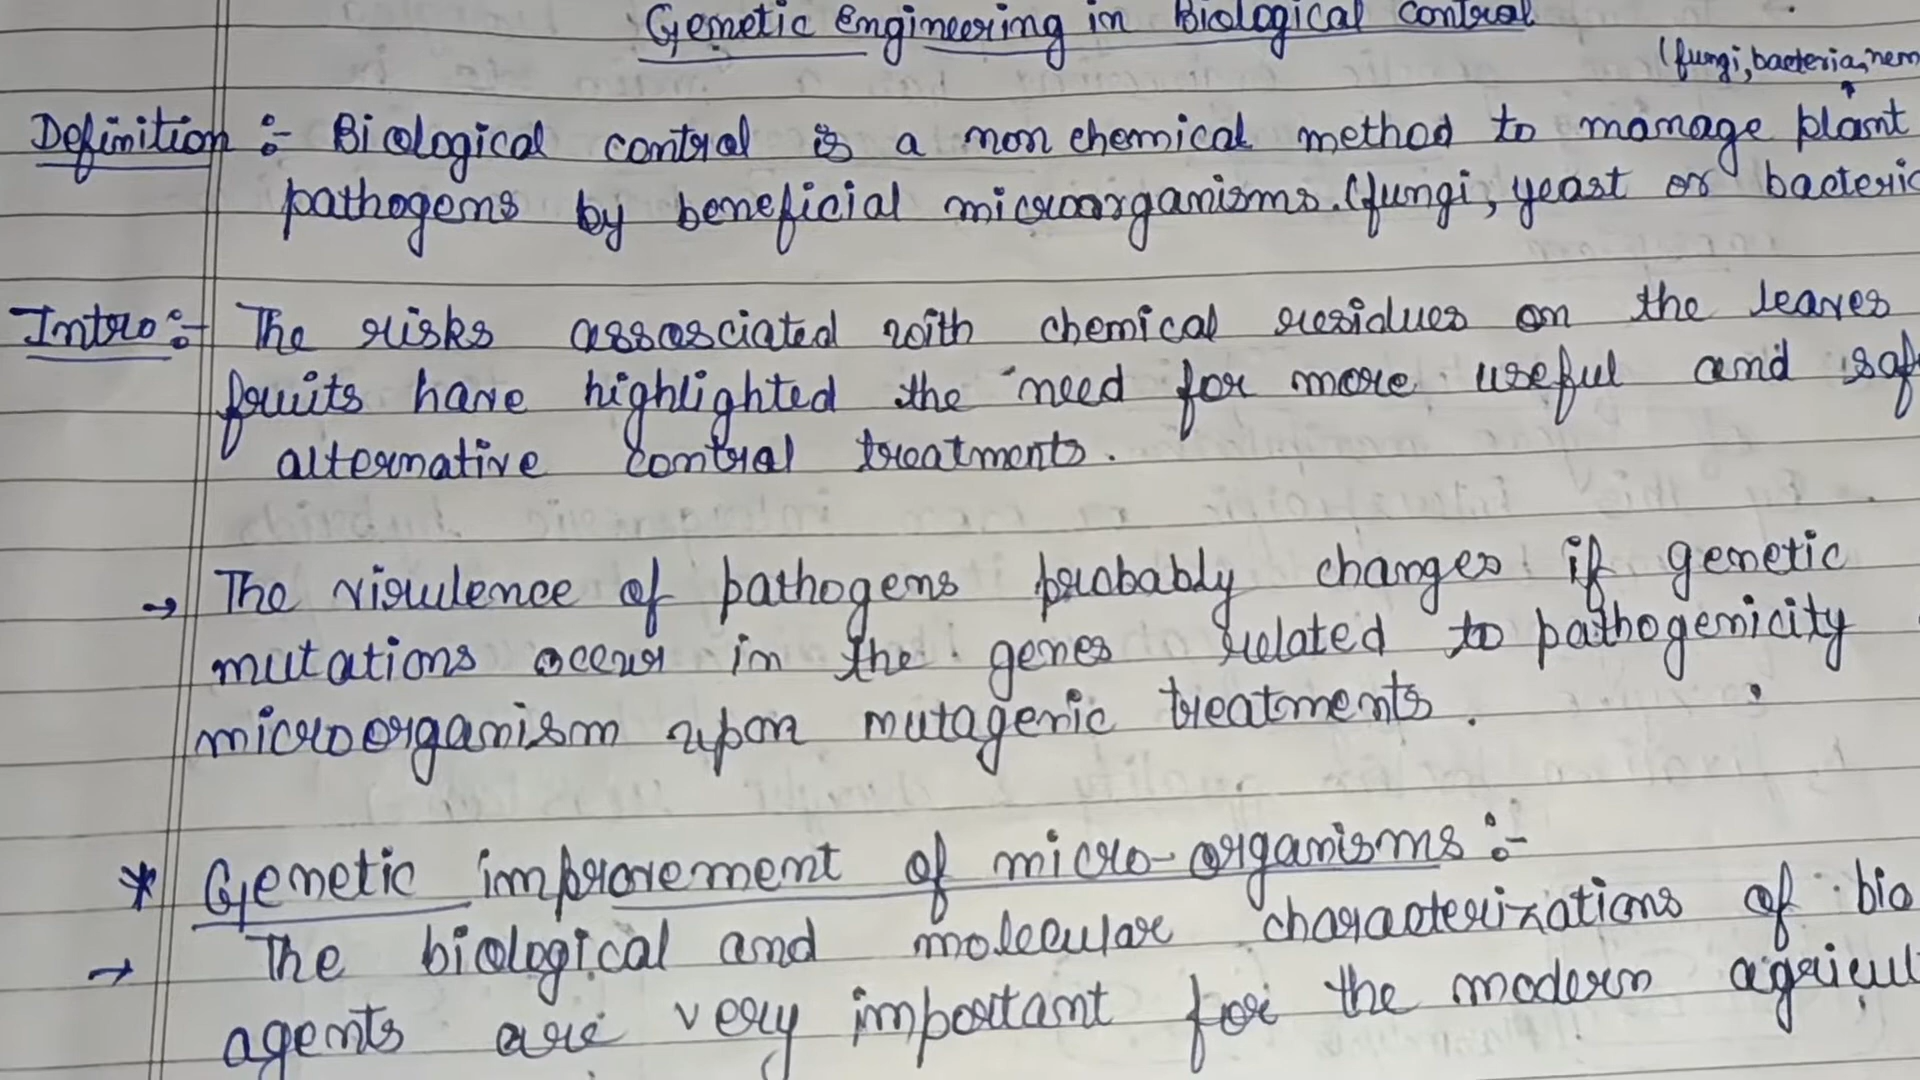 Genetic Engineering in Biological control
(fungi, bacteria, nem
Definition :- Biological control is a non chemical method to manage plant
pathogens by beneficial microorganisms. (fungi, yeast or bacteria
Intro :- The risks assosciated with chemical residues on the leaves
fruits have highlighted the need for more useful and saf
alternative control treatments.
→ The virulence of pathogens probably changes if genetic
mutations occur in the genes related to pathogenicity
microorganism upon mutagenic treatments.
* Genetic improvement of micro-organisms :-
→ The biological and molecular characterizations of bio
agents are very important for the modern agricul